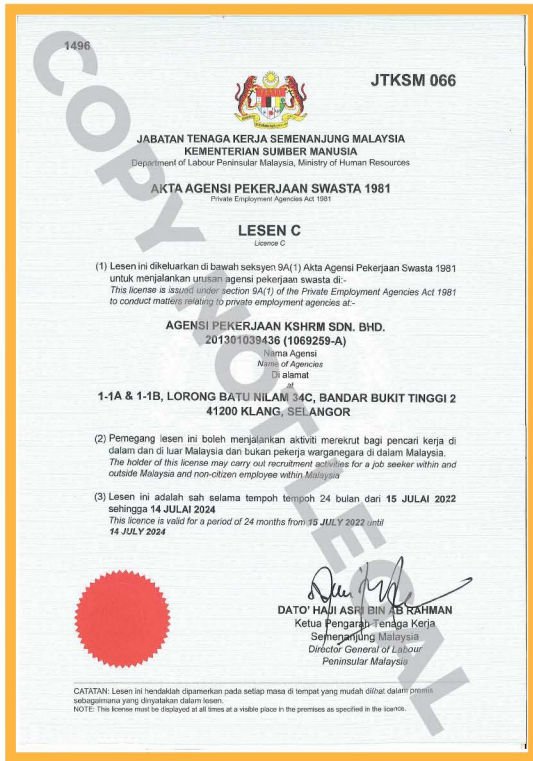 1496
JTKSM 066
JABATAN TENAGA KERJA SEMENANJUNG MALAYSIA
KEMENTERIAN SUMBER MANUSIA
Department of Labour Peninsular Malaysia, Ministry of Human Resources
AKTA AGENSI PEKERJAAN SWASTA 1981
Private Employment Agencies Act 1981
LESEN C
Licence C
(1) Lesen ini dikeluarkan di bawah seksyen 9A(1) Akta Agensi Pekerjaan Swasta 1981
untuk menjalankan urusan agensi pekerjaan swasta di:-
This license is issued under section 9A(1) of the Private Employment Agencies Act 1981
to conduct matters relating to private employment agencies at:-
AGENSI PEKERJAAN KSHRM SDN. BHD.
201301039436 (1069259-A)
Nama Agensi
Name of Agencies
Di alamat
at
1-1A & 1-1B, LORONG BATU NILAM 34C, BANDAR BUKIT TINGGI 2
41200 KLANG, SELANGOR
(2) Pemegang lesen ini boleh menjalankan aktiviti merekrut bagi pencari kerja di
dalam dan di luar Malaysia dan bukan pekerja warganegara di dalam Malaysia.
The holder of this license may carry out recruitment activities for a job seeker within and
outside Malaysia and non-citizen employee within Malaysia
(3) Lesen ini adalah sah selama tempoh tempoh 24 bulan dari 15 JULAI 2022
sehingga 14 JULAI 2024
This licence is valid for a period of 24 months from 15 JULY 2022 until
14 JULY 2024
DATO' HAJI ASRI BIN AB RAHMAN
Ketua Pengarah Tenaga Kerja
Semenanjung Malaysia
Director General of Labour
Peninsular Malaysia
CATATAN: Lesen ini hendaklah dipamerkan pada setiap masa di tempat yang mudah dilihat dalam premis
sebagaimana yang dinyatakan dalam lesen.
NOTE: This license must be displayed at all times at a visible place in the premises as specified in the licence.
COPY NOT LEGAL